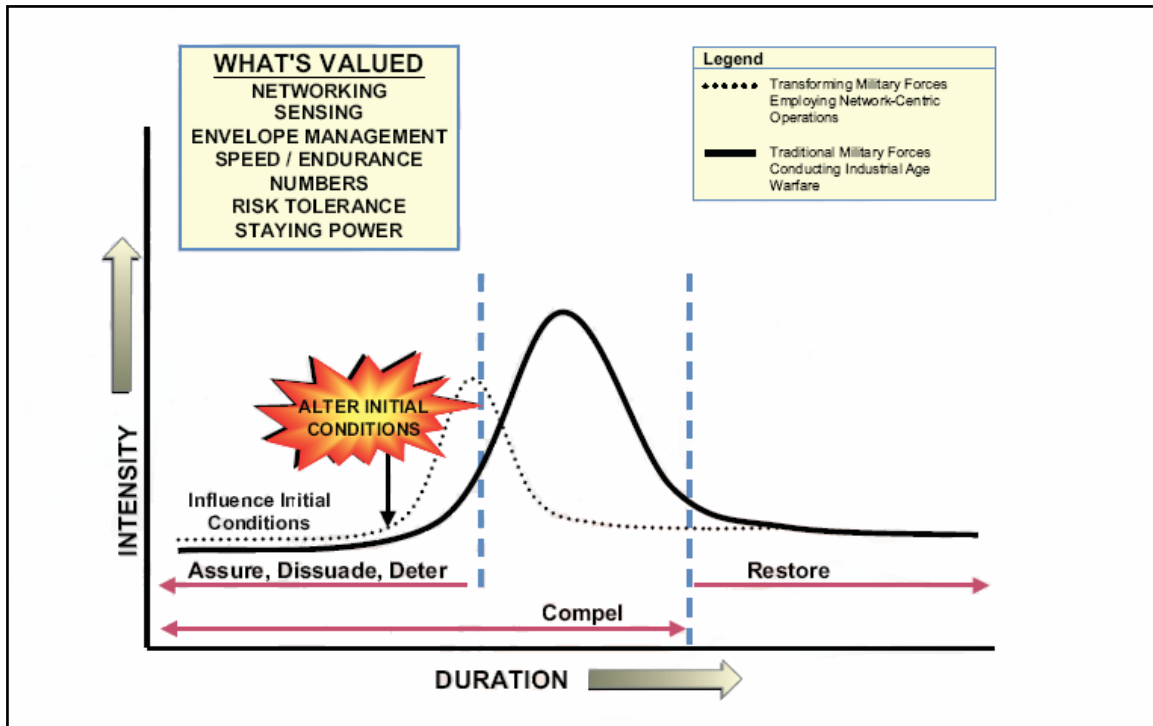 WHAT'S VALUED
NETWORKING
SENSING
ENVELOPE MANAGEMENT
SPEED / ENDURANCE
NUMBERS
RISK TOLERANCE
STAYING POWER
Legend
Transforming Military Forces
Employing Network-Centric
Operations
Traditional Military Forces
Conducting Industrial Age
Warfare
INTENSITY
ALTER INITIAL
CONDITIONS
Influence Initial
Conditions
Assure, Dissuade, Deter
Restore
Compel
DURATION